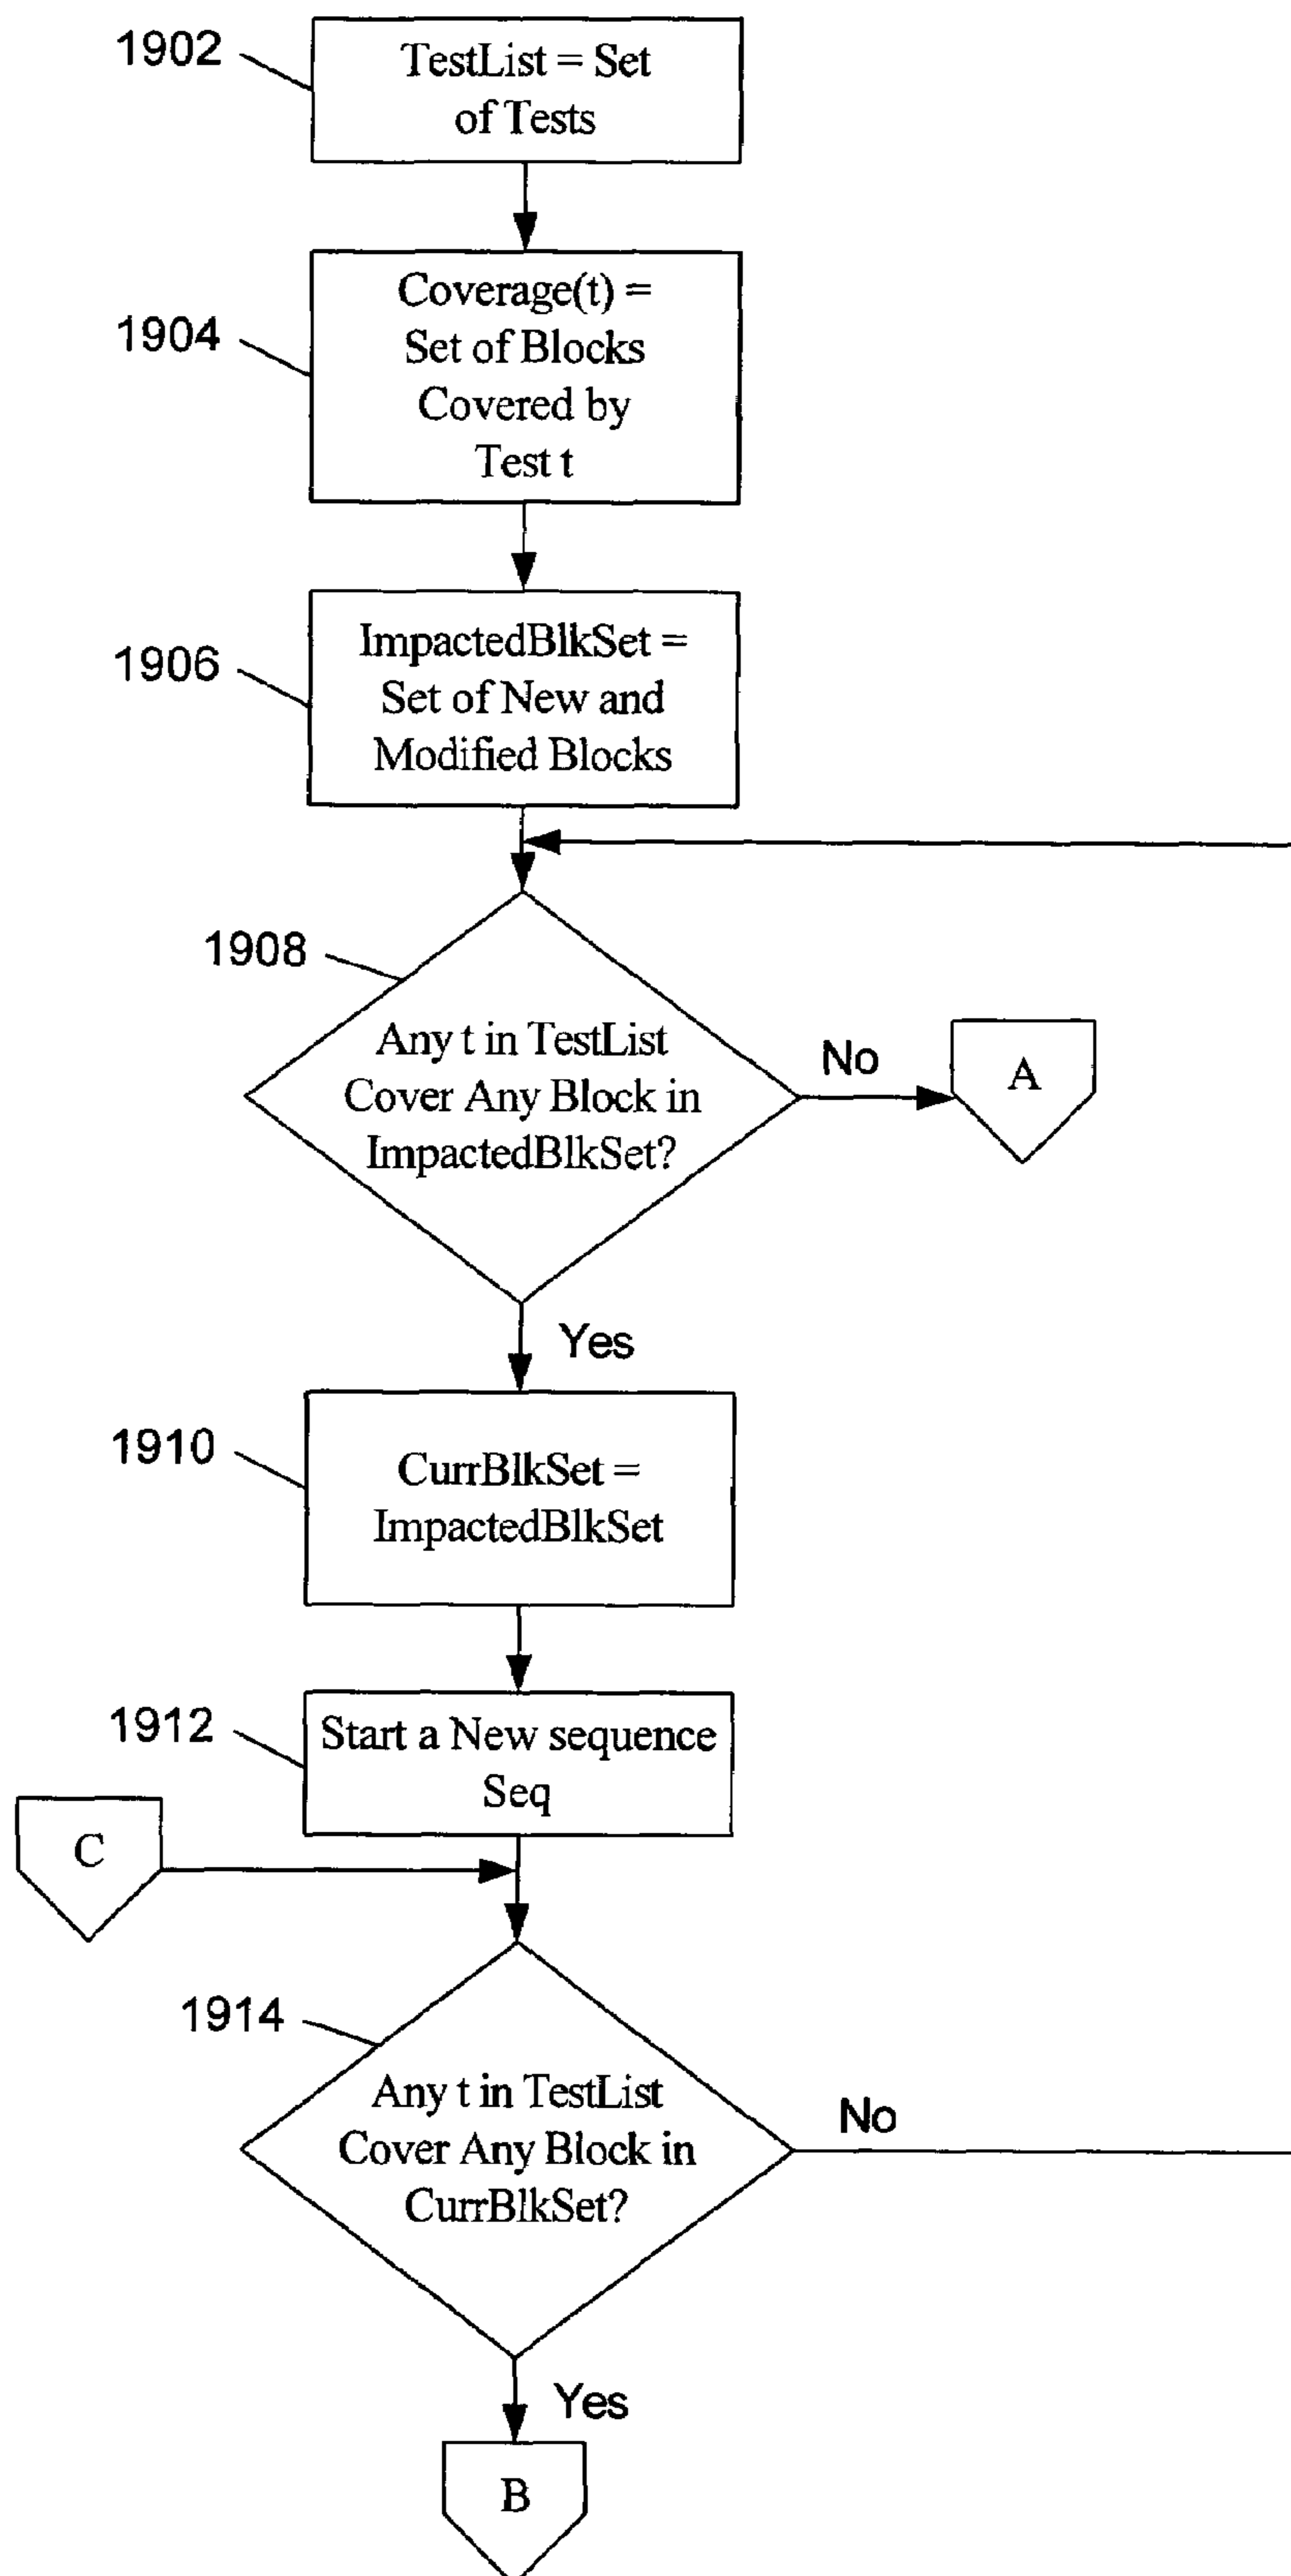 1902
TestList = Set
of Tests
1904
Coverage(t) =
Set of Blocks
Covered by
Test t
1906
ImpactedBlkSet =
Set of New and
Modified Blocks
1908
Any t in TestList
Cover Any Block in
ImpactedBlkSet?
No
A
Yes
1910
CurrBlkSet =
ImpactedBlkSet
1912
Start a New sequence
Seq
C
1914
Any t in TestList
Cover Any Block in
CurrBlkSet?
No
Yes
B